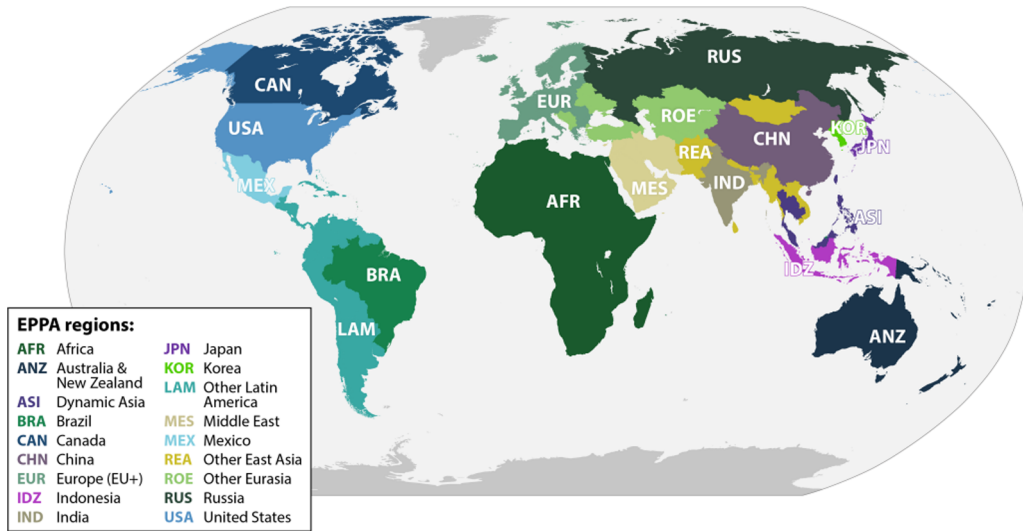 RUS
CAN
EUR
ROE
USA
CHN
KOR
JPN
REA
MEX
MES
IND
AFR
ASI
IDZ
BRA
LAM
ANZ
EPPA regions:
AFR Africa
ANZ Australia &
New Zealand
ASI Dynamic Asia
BRA Brazil
CAN Canada
CHN China
EUR Europe (EU+)
IDZ Indonesia
IND India
JPN Japan
KOR Korea
LAM Other Latin
America
MES Middle East
MEX Mexico
REA Other East Asia
ROE Other Eurasia
RUS Russia
USA United States